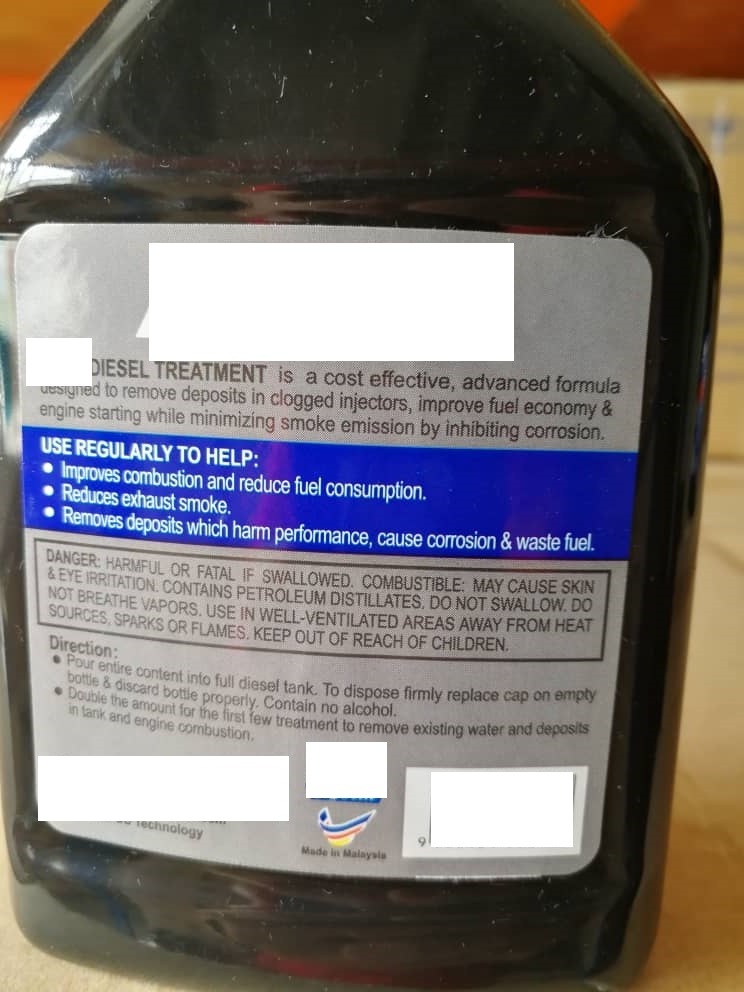 DIESEL TREATMENT is a cost effective, advanced formula
designed to remove deposits in clogged injectors, improve fuel economy &
engine starting while minimizing smoke emission by inhibiting corrosion.
USE REGULARLY TO HELP:
• Improves combustion and reduce fuel consumption.
• Reduces exhaust smoke.
• Removes deposits which harm performance, cause corrosion & waste fuel.
DANGER: HARMFUL OR FATAL IF SWALLOWED. COMBUSTIBLE: MAY CAUSE SKIN
& EYE IRRITATION. CONTAINS PETROLEUM DISTILLATES. DO NOT SWALLOW. DO
NOT BREATHE VAPORS. USE IN WELL-VENTILATED AREAS AWAY FROM HEAT
SOURCES, SPARKS OR FLAMES. KEEP OUT OF REACH OF CHILDREN.
Direction:
• Pour entire content into full diesel tank. To dispose firmly replace cap on empty
bottle & discard bottle properly. Contain no alcohol.
• Double the amount for the first few treatment to remove existing water and deposits
in tank and engine combustion.
Technology
Made in Malaysia
9